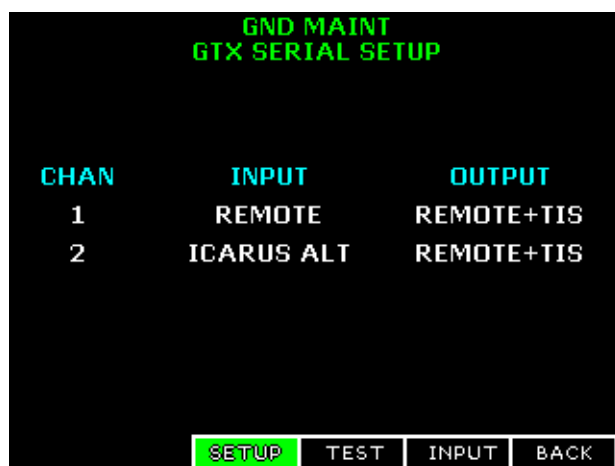 GND MAINT
GTX SERIAL SETUP
CHAN INPUT OUTPUT
1 REMOTE REMOTE+TIS
2 ICARUS ALT REMOTE+TIS
SETUP TEST INPUT BACK